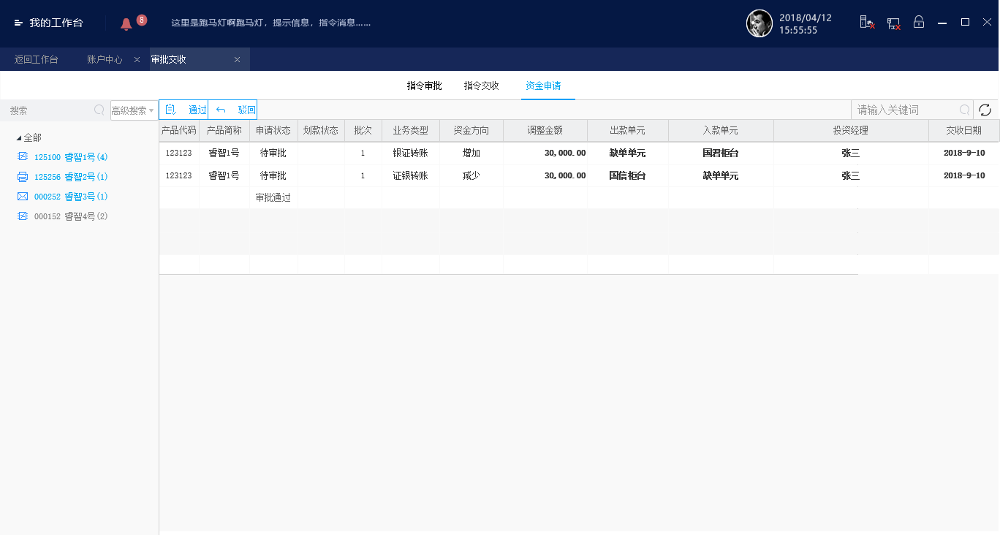 我的工作台 8 这里是跑马灯啊跑马灯，提示信息，指令消息…… 2018/04/12
15:55:55
返回工作台 账户中心 审批交收
指令审批 指令交收 资金申请
搜索 高级搜索 通过 驳回 请输入关键词
产品代码 产品简称 申请状态 划款状态 批次 业务类型 资金方向 调整金额 出款单元 入款单元 投资经理 交收日期
全部
125100 睿智1号(4)
125256 睿智2号(1)
000252 睿智3号(1)
000152 睿智4号(2)
123123 睿智1号 待审批 1 银证转账 增加 30,000.00 缺单单元 国君柜台 张三 2018-9-10
123123 睿智1号 待审批 1 证银转账 减少 30,000.00 国信柜台 缺单单元 张三 2018-9-10
审批通过